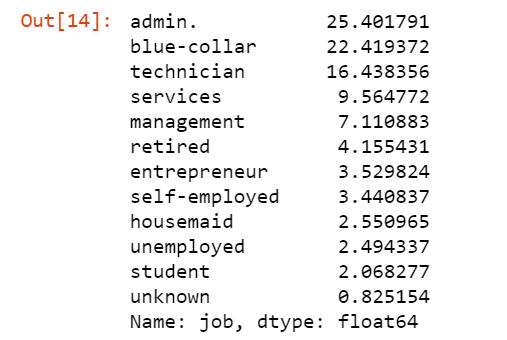 Out[14]: admin. 25.401791
blue-collar 22.419372
technician 16.438356
services 9.564772
management 7.110883
retired 4.155431
entrepreneur 3.529824
self-employed 3.440837
housemaid 2.550965
unemployed 2.494337
student 2.068277
unknown 0.825154
Name: job, dtype: float64